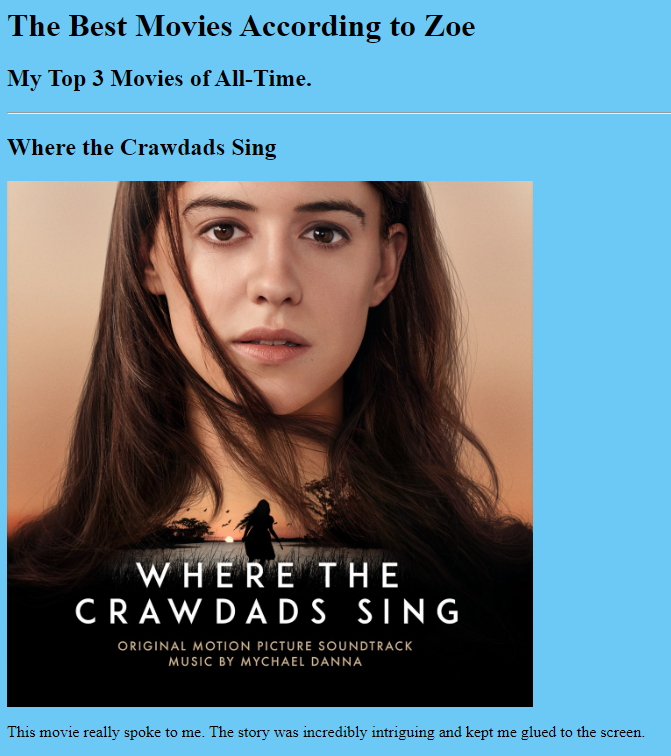 The Best Movies According to Zoe
My Top 3 Movies of All-Time.
Where the Crawdads Sing
WHERE THE
CRAWDADS SING
ORIGINAL MOTION PICTURE SOUNDTRACK
MUSIC BY MYCHAEL DANNA
This movie really spoke to me. The story was incredibly intriguing and kept me glued to the screen.